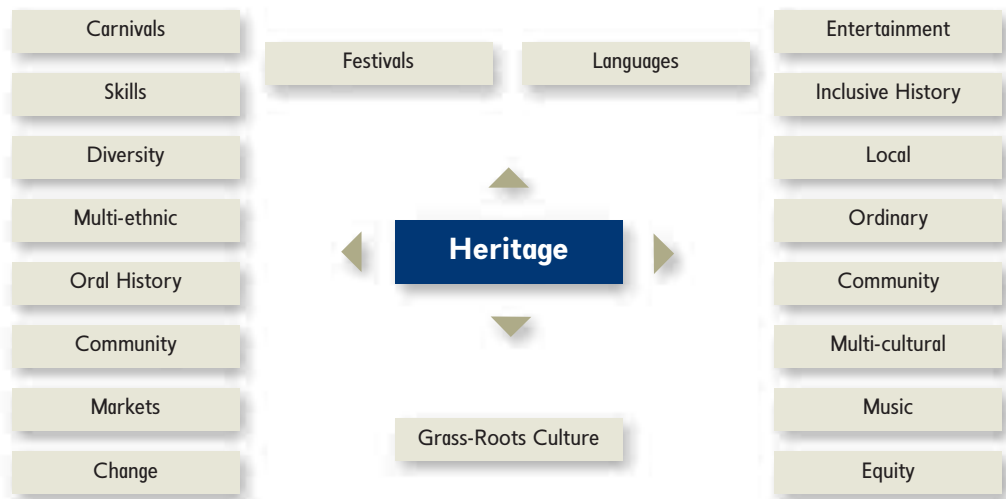 Carnivals
Skills
Diversity
Multi-ethnic
Oral History
Community
Markets
Change
Festivals
Languages
Heritage
Grass-Roots Culture
Entertainment
Inclusive History
Local
Ordinary
Community
Multi-cultural
Music
Equity